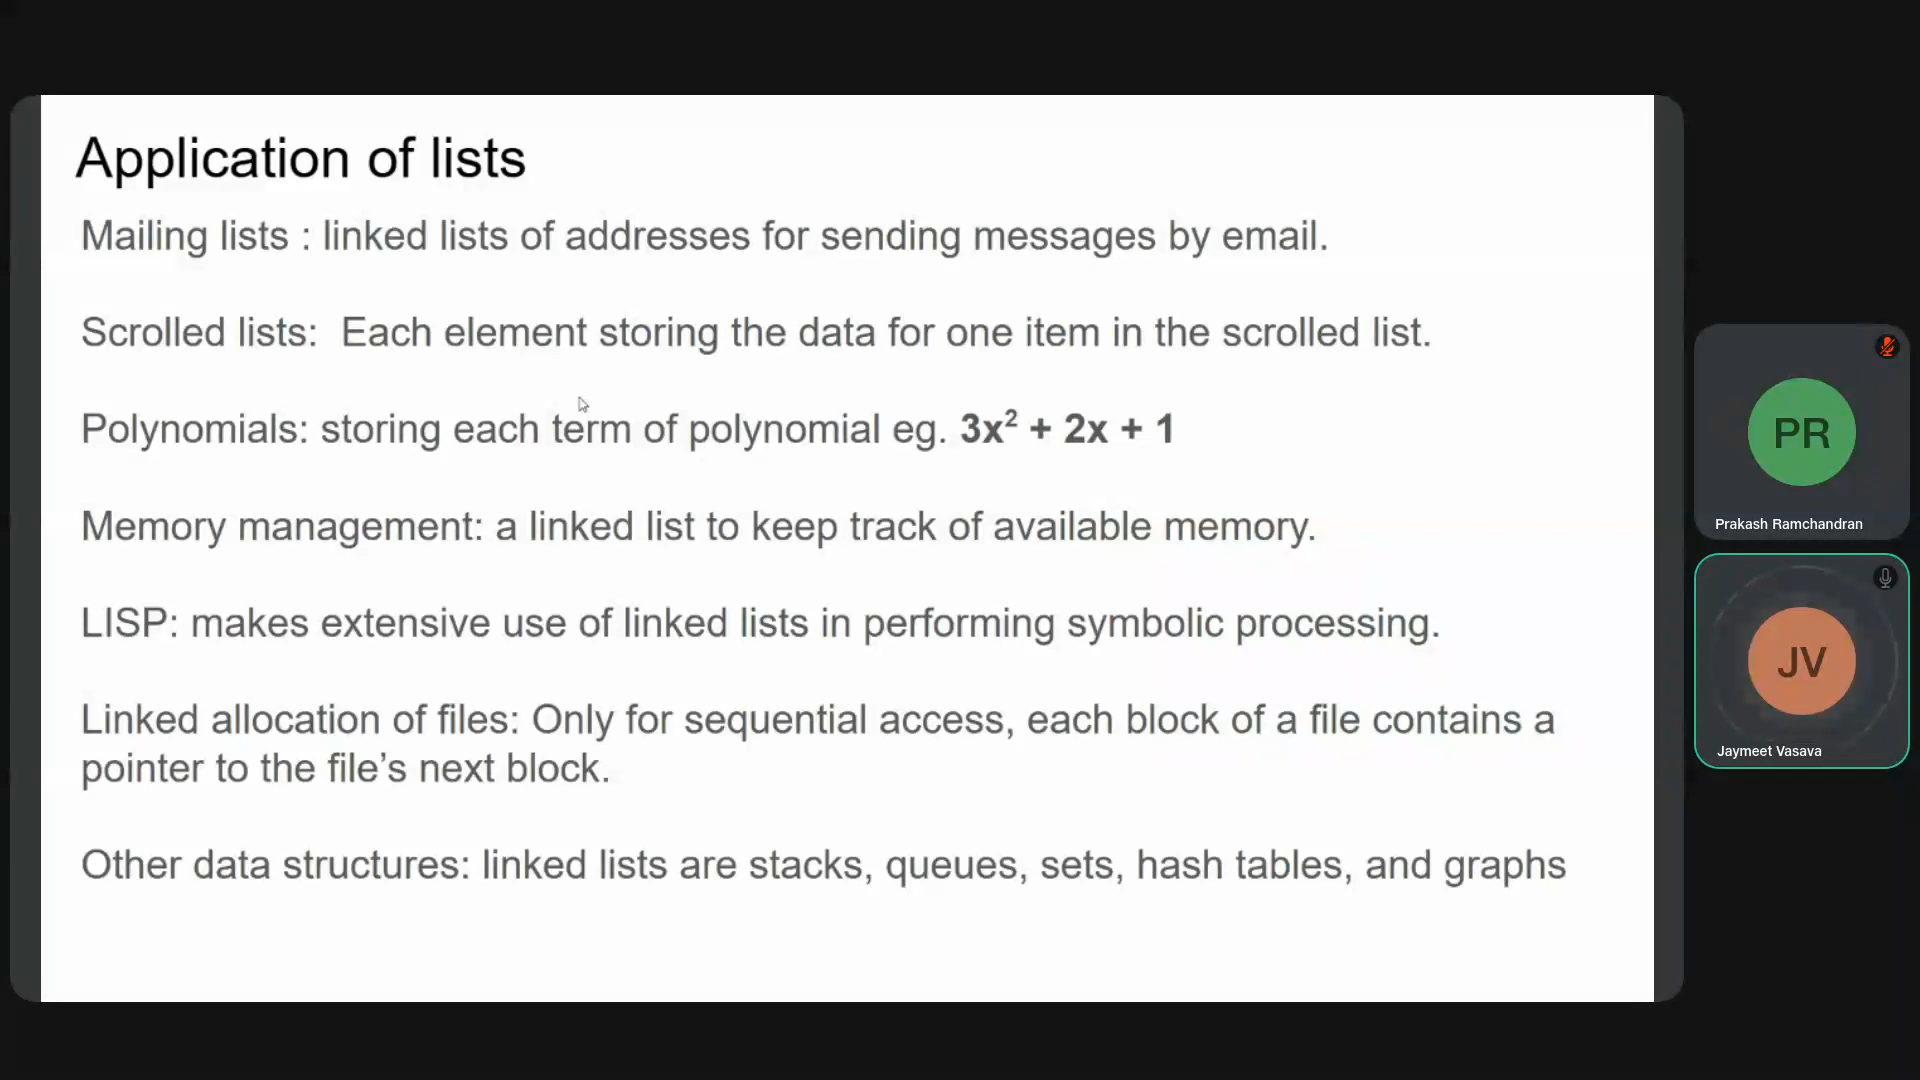 Application of lists
Mailing lists : linked lists of addresses for sending messages by email.
Scrolled lists:  Each element storing the data for one item in the scrolled list.
Polynomials: storing each term of polynomial eg. 3x² + 2x + 1
Memory management: a linked list to keep track of available memory.
LISP: makes extensive use of linked lists in performing symbolic processing.
Linked allocation of files: Only for sequential access, each block of a file contains a
pointer to the file’s next block.
Other data structures: linked lists are stacks, queues, sets, hash tables, and graphs
PR
Prakash Ramchandran
JV
Jaymeet Vasava